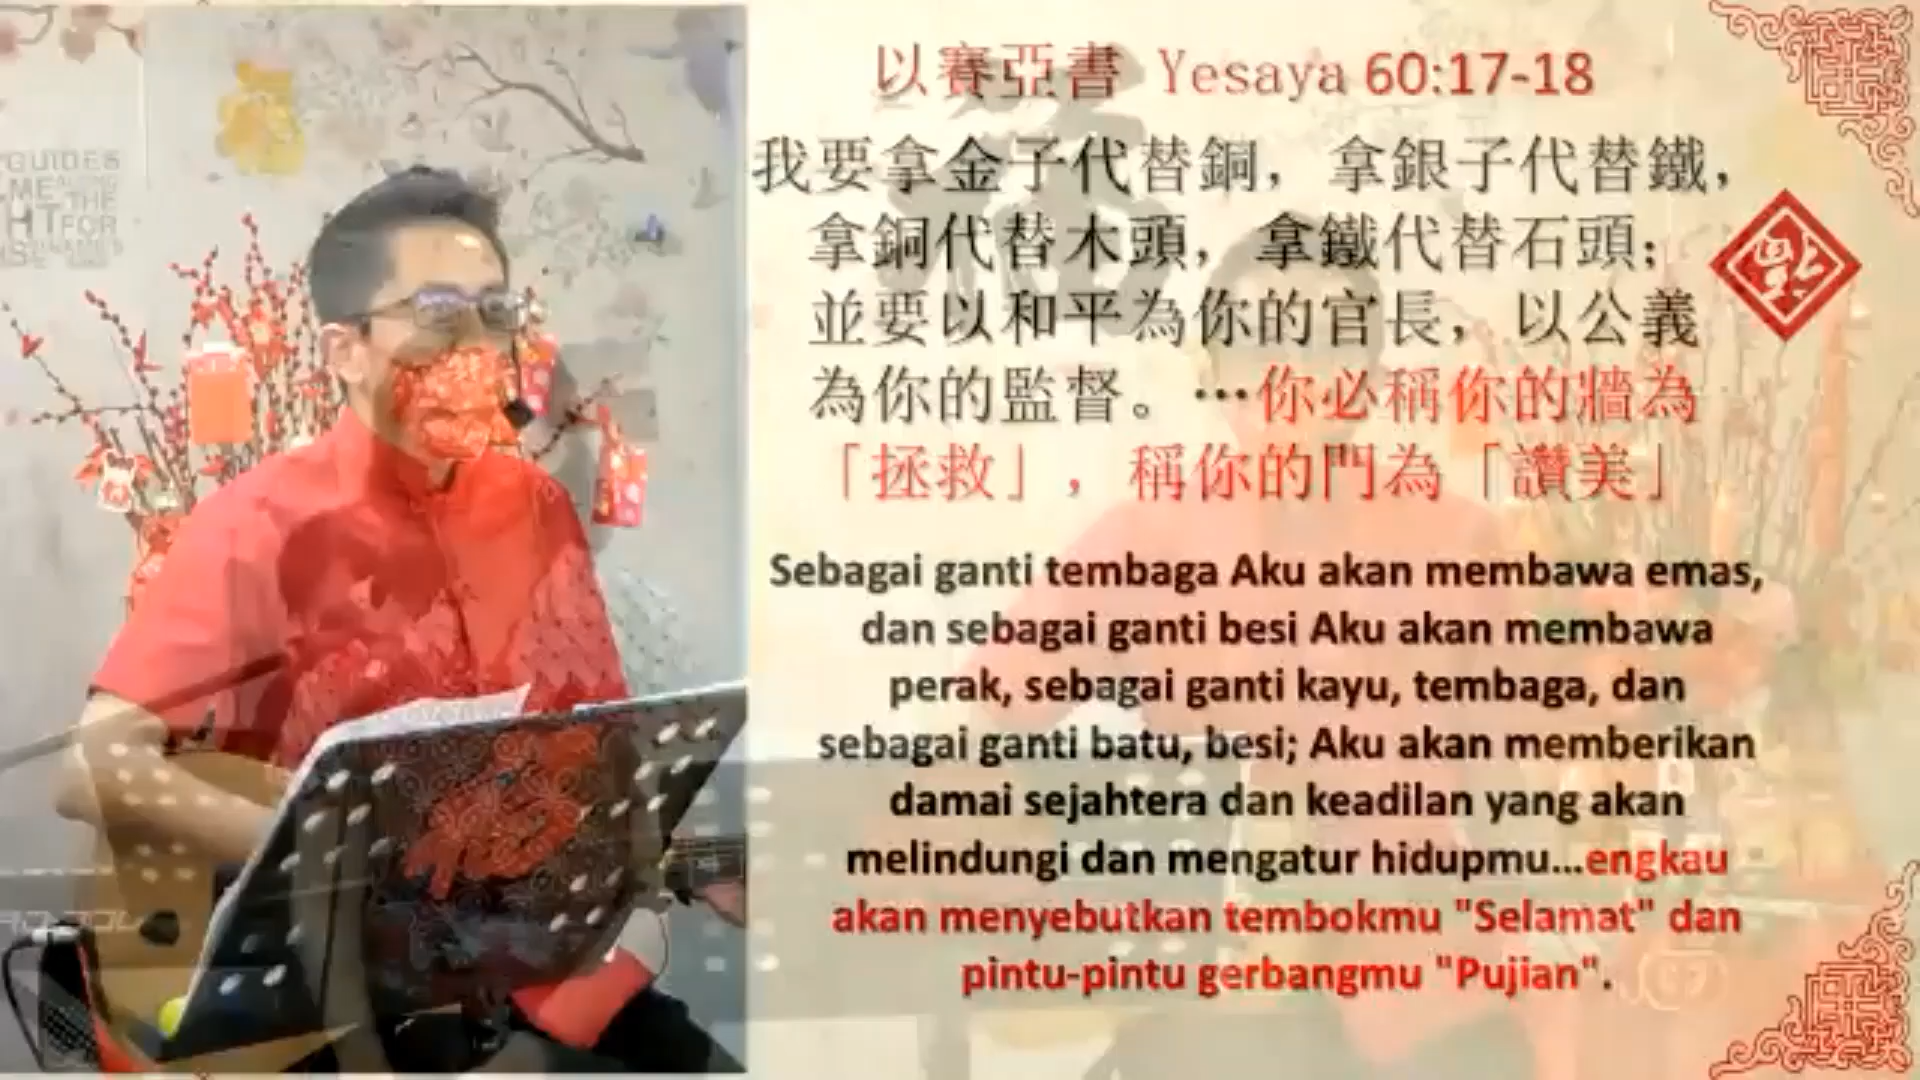 以賽亞書 Yesaya 60:17-18
我要拿金子代替銅，拿銀子代替鐵，
拿銅代替木頭，拿鐵代替石頭；
並要以和平為你的官長，以公義
為你的監督。…你必稱你的牆為
「拯救」，稱你的門為「讚美」
Sebagai ganti tembaga Aku akan membawa emas,
dan sebagai ganti besi Aku akan membawa
perak, sebagai ganti kayu, tembaga, dan
sebagai ganti batu, besi; Aku akan memberikan
damai sejahtera dan keadilan yang akan
melindungi dan mengatur hidupmu...engkau
akan menyebutkan tembokmu "Selamat" dan
pintu-pintu gerbangmu "Pujian".
GUIDES
ME ALONG
HT THE FOR